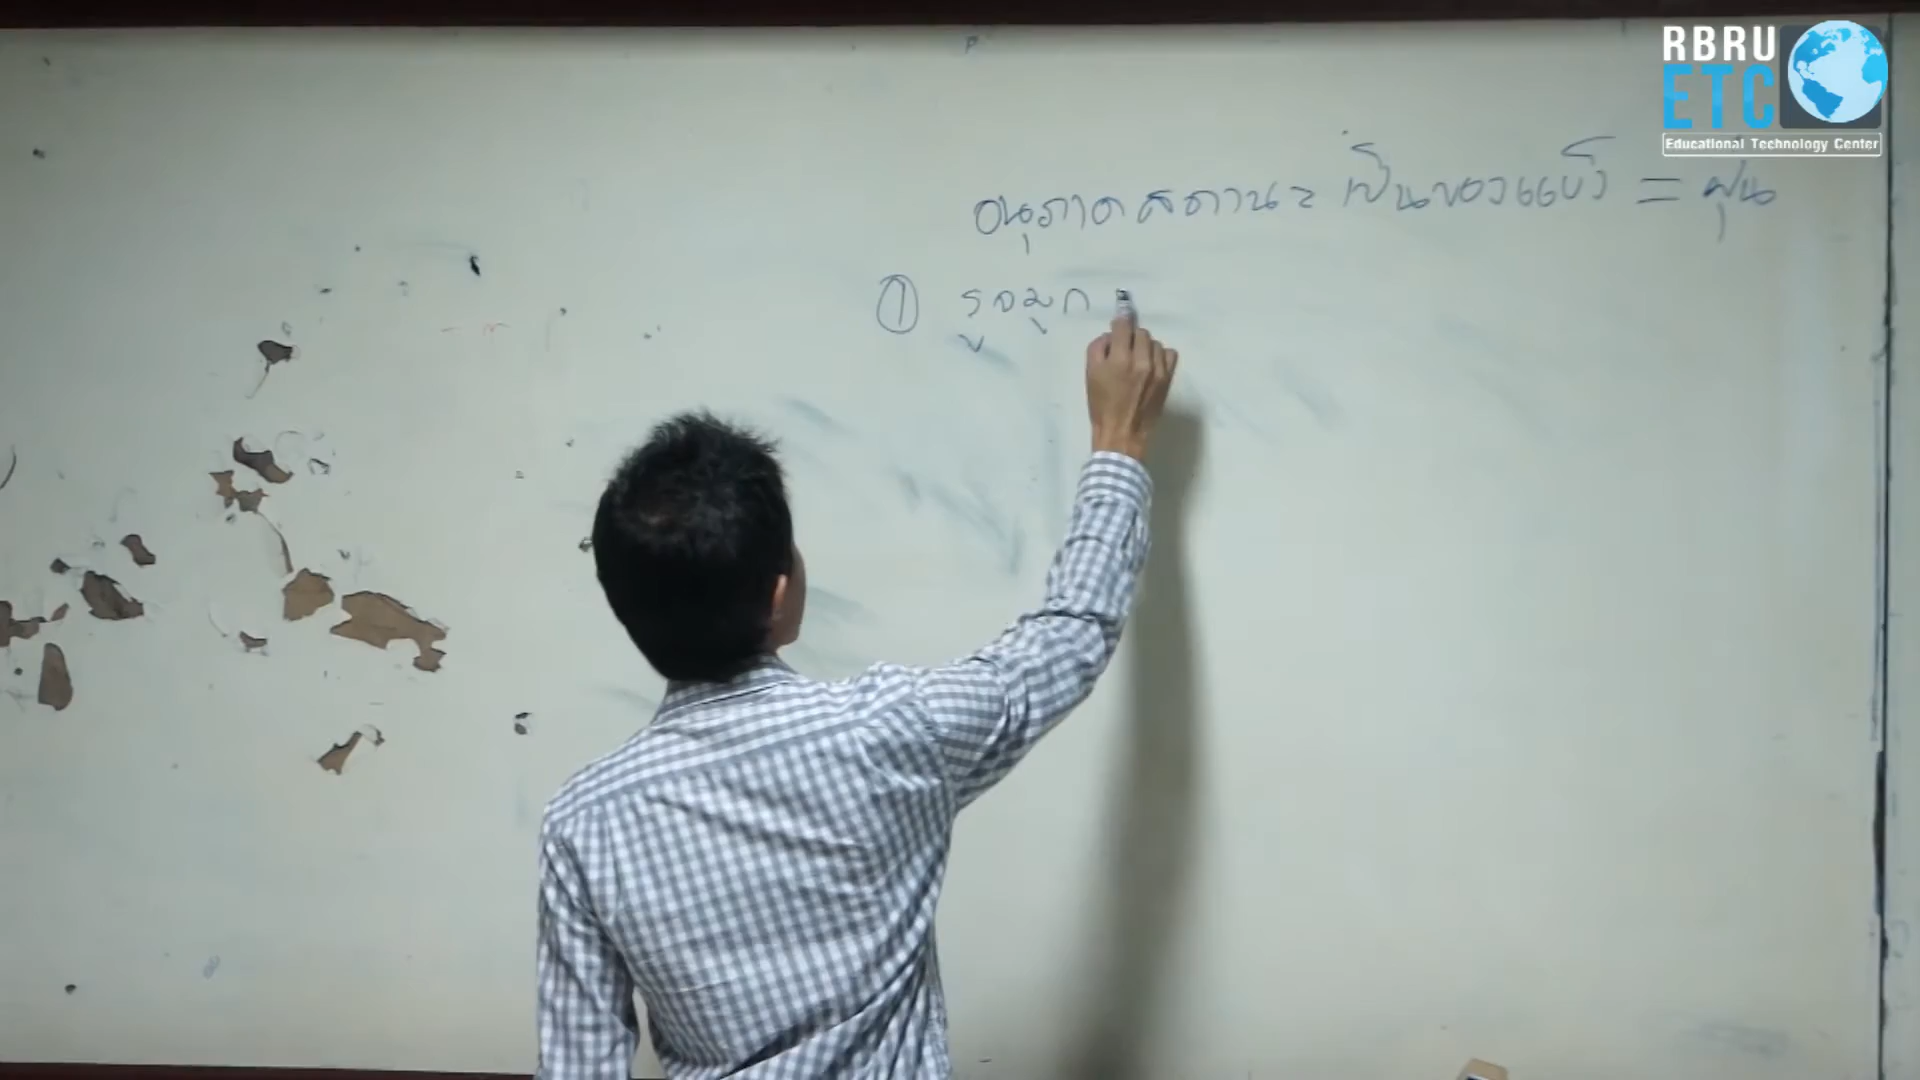 RBRU
ETC
Educational Technology Center
อนุภาคสถานะ เป็นของแข็ง = ฝุ่น
① รูจมูก